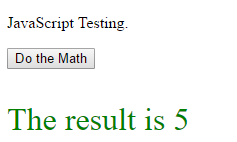 JavaScript Testing.
Do the Math
The result is 5